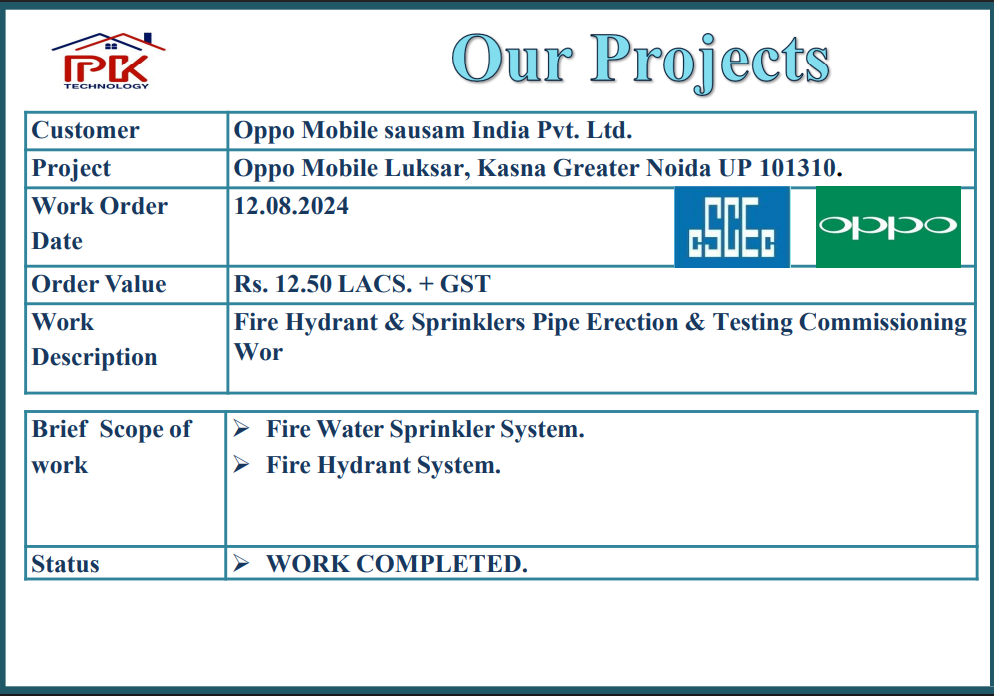 PTK
TECHNOLOGY
Our Projects
Customer
Oppo Mobile sausam India Pvt. Ltd.
Project
Oppo Mobile Luksar, Kasna Greater Noida UP 101310.
Work Order
Date
12.08.2024
CSCEC
oppo
Order Value
Rs. 12.50 LACS. + GST
Work
Description
Fire Hydrant & Sprinklers Pipe Erection & Testing Commissioning
Wor
Brief Scope of
work
➢ Fire Water Sprinkler System.
➢ Fire Hydrant System.
Status
➢ WORK COMPLETED.